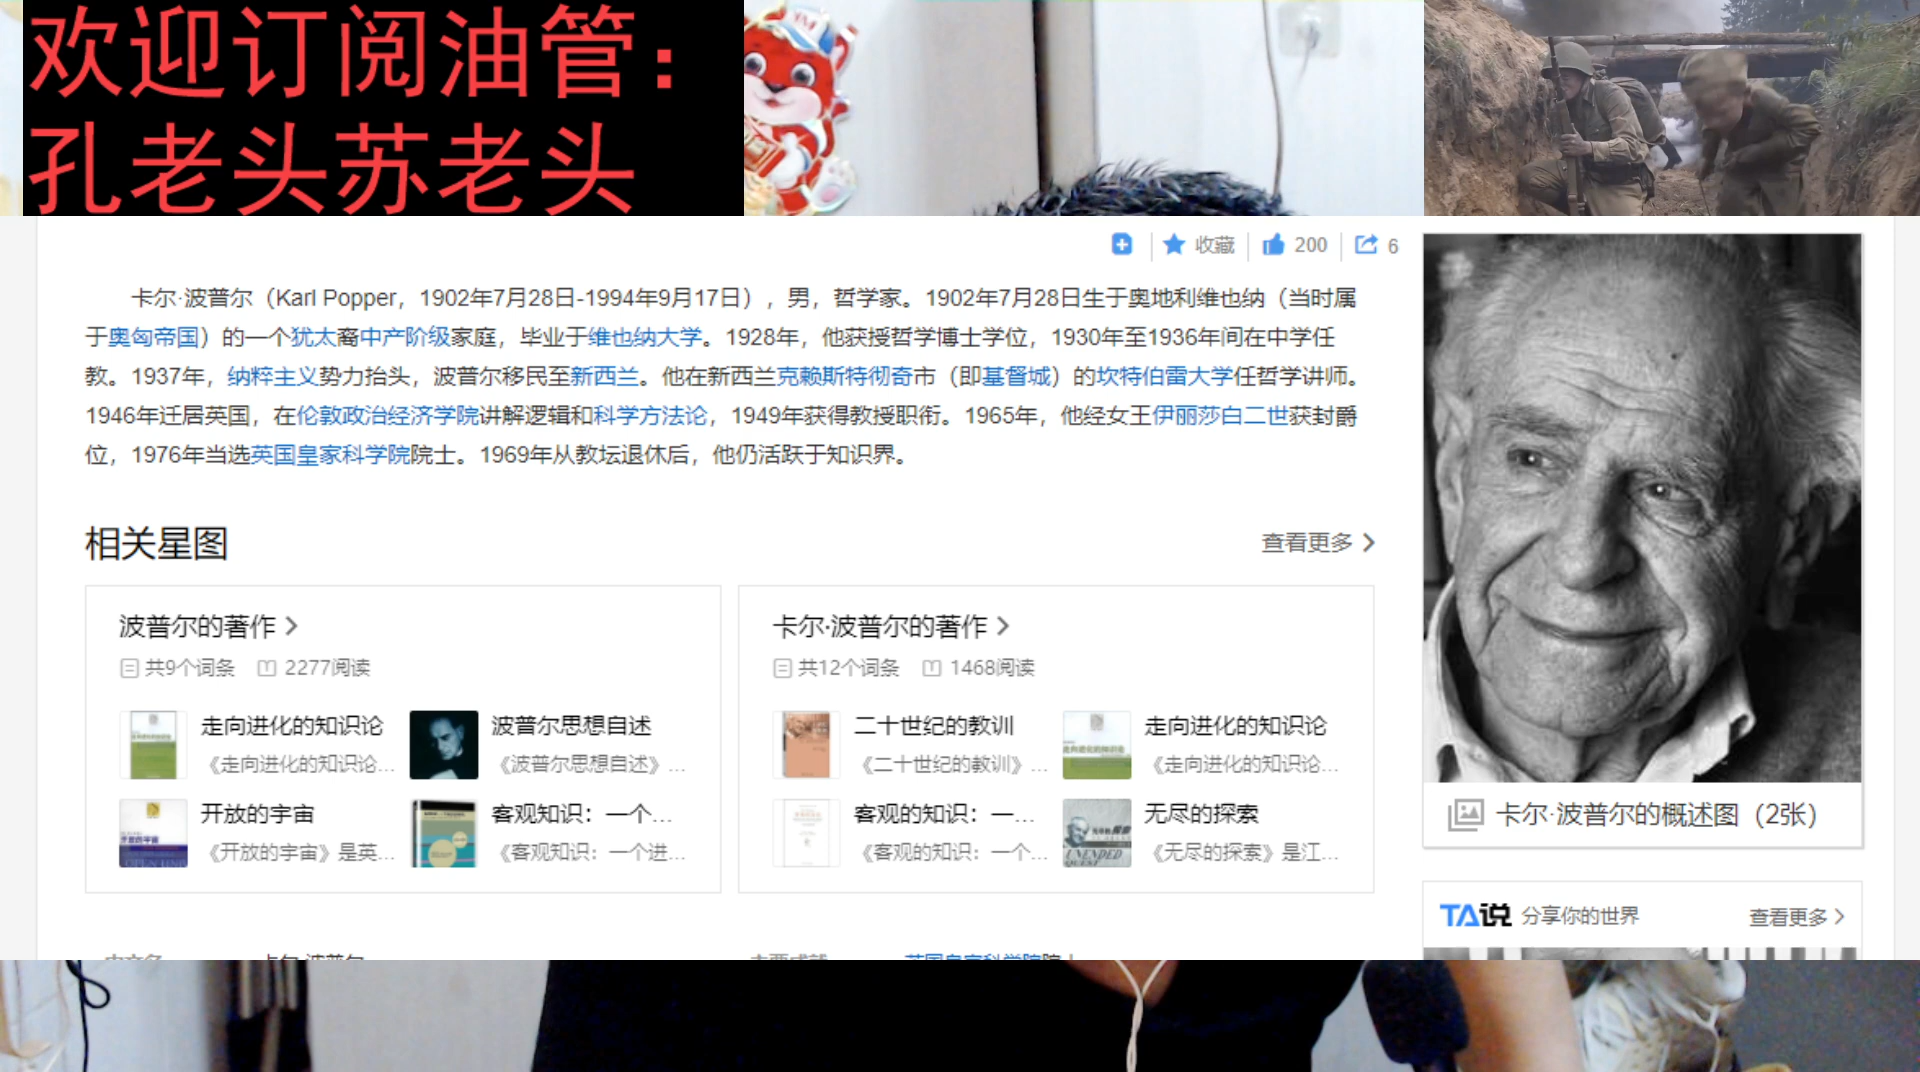 欢迎订阅油管：
孔老头苏老头
收藏 200 6
卡尔·波普尔（Karl Popper，1902年7月28日-1994年9月17日），男，哲学家。1902年7月28日生于奥地利维也纳（当时属
于奥匈帝国）的一个犹太裔中产阶级家庭，毕业于维也纳大学。1928年，他获授哲学博士学位，1930年至1936年间在中学任
教。1937年，纳粹主义势力抬头，波普尔移民至新西兰。他在新西兰克赖斯特彻奇市（即基督城）的坎特伯雷大学任哲学讲师。
1946年迁居英国，在伦敦政治经济学院讲解逻辑和科学方法论，1949年获得教授职衔。1965年，他经女王伊丽莎白二世获封爵
位，1976年当选英国皇家科学院院士。1969年从教坛退休后，他仍活跃于知识界。
相关星图
查看更多
波普尔的著作
共9个词条 2277阅读
走向进化的知识论
《走向进化的知识论...
波普尔思想自述
《波普尔思想自述》...
开放的宇宙
《开放的宇宙》是英...
客观知识：一个...
《客观知识：一个进...
卡尔·波普尔的著作
共12个词条 1468阅读
二十世纪的教训
《二十世纪的教训》...
走向进化的知识论
《走向进化的知识论...
客观的知识：一...
《客观的知识：一个...
无尽的探索
《无尽的探索》是江...
卡尔·波普尔的概述图（2张）
TA说 分享你的世界 查看更多